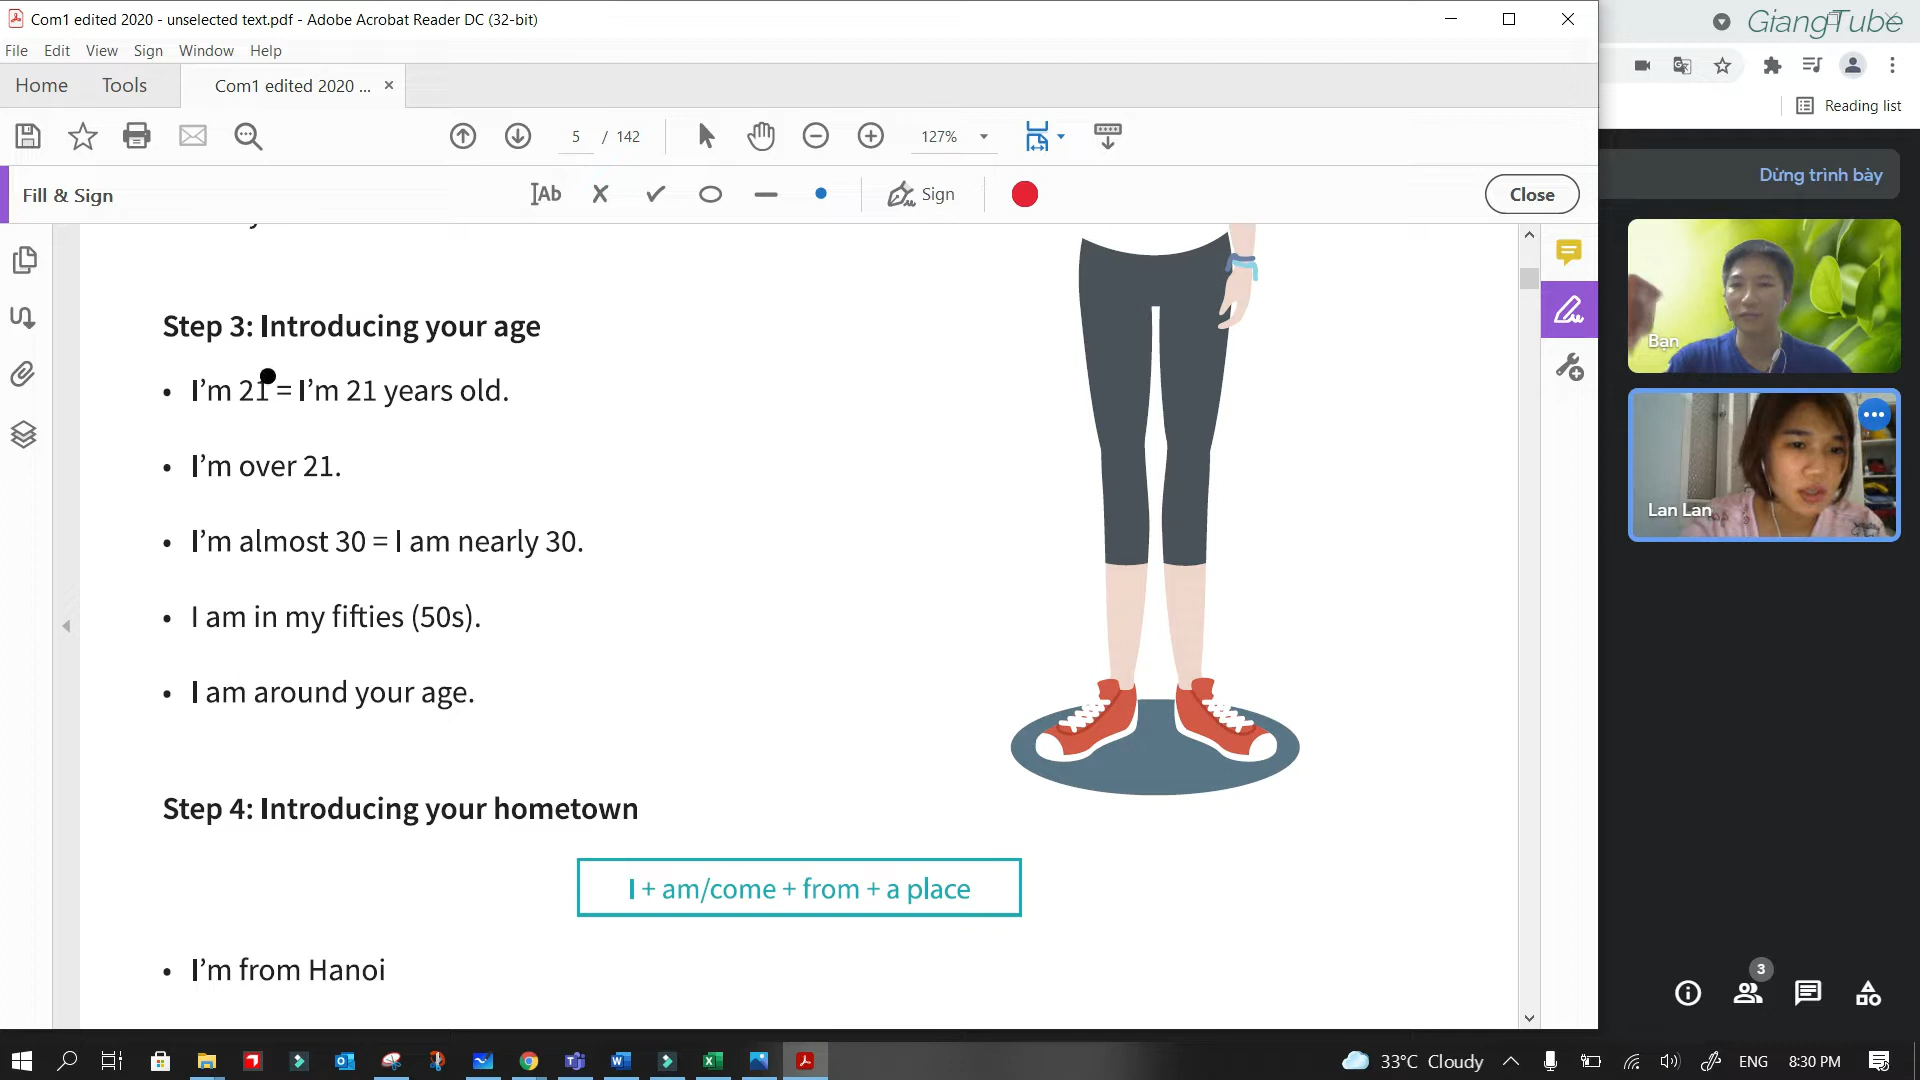 Com1 edited 2020 - unselected text.pdf - Adobe Acrobat Reader DC (32-bit)
GiangTube
File Edit View Sign Window Help
Home Tools Com1 edited 2020 ... ×
Reading list
5 / 142 127%
Fill & Sign
Ab
Sign
Close
Dừng trình bày
Bạn
Lan Lan
Step 3: Introducing your age
• I’m 21 = I’m 21 years old.
• I’m over 21.
• I’m almost 30 = I am nearly 30.
• I am in my fifties (50s).
• I am around your age.
Step 4: Introducing your hometown
I + am/come + from + a place
• I’m from Hanoi
3
33°C Cloudy
ENG
8:30 PM